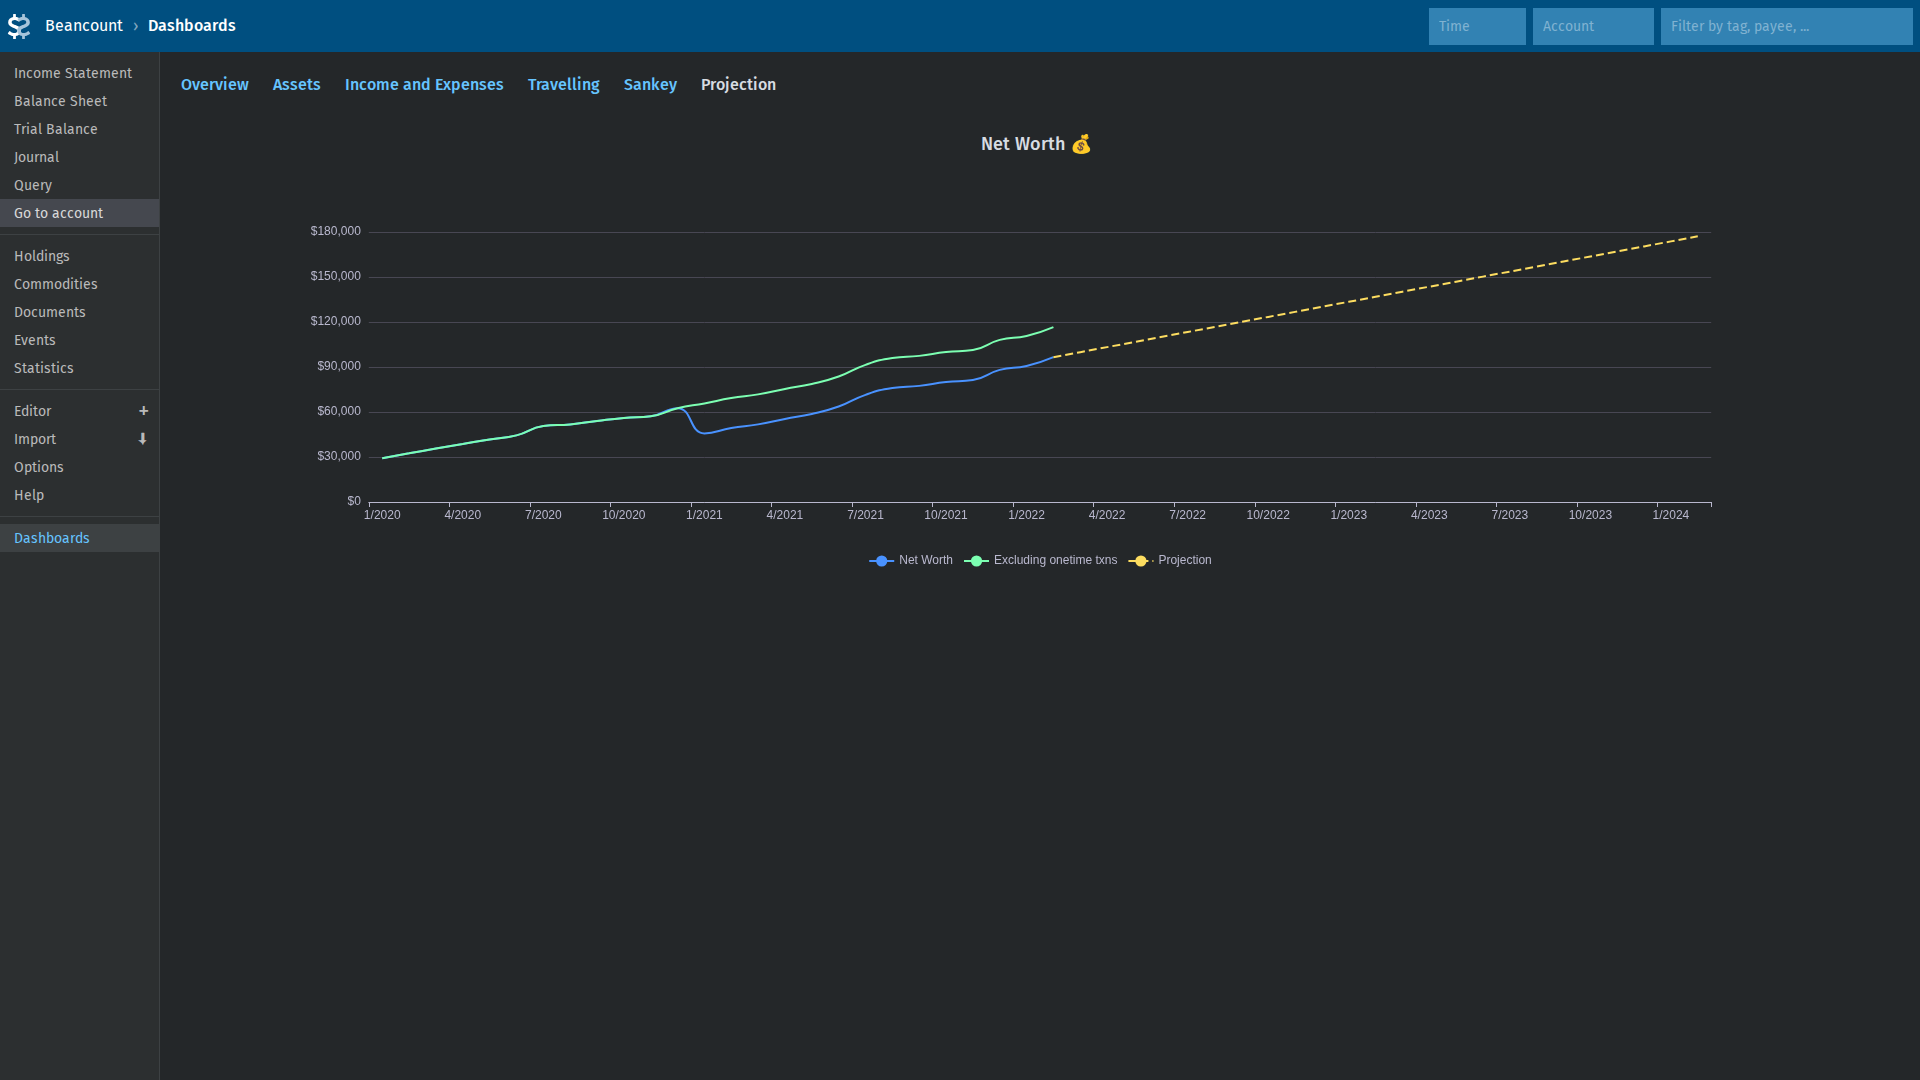 Beancount › Dashboards
Time
Account
Filter by tag, payee, ...
Income Statement
Balance Sheet
Trial Balance
Journal
Query
Go to account
Holdings
Commodities
Documents
Events
Statistics
Editor +
Import ⬇
Options
Help
Dashboards
Overview Assets Income and Expenses Travelling Sankey Projection
Net Worth 💰
$180,000
$150,000
$120,000
$90,000
$60,000
$30,000
$0
1/2020 4/2020 7/2020 10/2020 1/2021 4/2021 7/2021 10/2021 1/2022 4/2022 7/2022 10/2022 1/2023 4/2023 7/2023 10/2023 1/2024
Net Worth Excluding onetime txns Projection